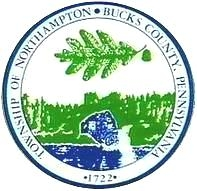 TOWNSHIP OF NORTHAMPTON • BUCKS COUNTY, PENNSYLVANIA
• 1722 •